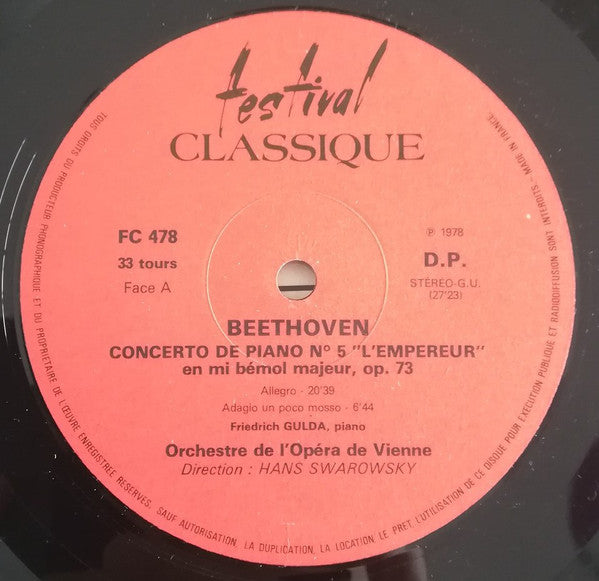 festival
CLASSIQUE
FC 478
33 tours
Face A
℗ 1978
D.P.
STÉREO-G.U.
(27'23)
BEETHOVEN
CONCERTO DE PIANO N° 5 "L'EMPEREUR"
en mi bémol majeur, op. 73
Allegro - 20'39
Adagio un poco mosso - 6'44
Friedrich GULDA, piano
Orchestre de l'Opéra de Vienne
Direction : HANS SWAROWSKY
TOUS DROITS DU PRODUCTEUR PHONOGRAPHIQUE ET DU PROPRIETAIRE DE L'ŒUVRE ENREGISTREE RESERVES, SAUF AUTORISATION, LA DUPLICATION, LA LOCATION, LE PRET, L'UTILISATION DE CE DISQUE POUR EXECUTION PUBLIQUE ET RADIODIFFUSION SONT INTERDITS - MADE IN FRANCE